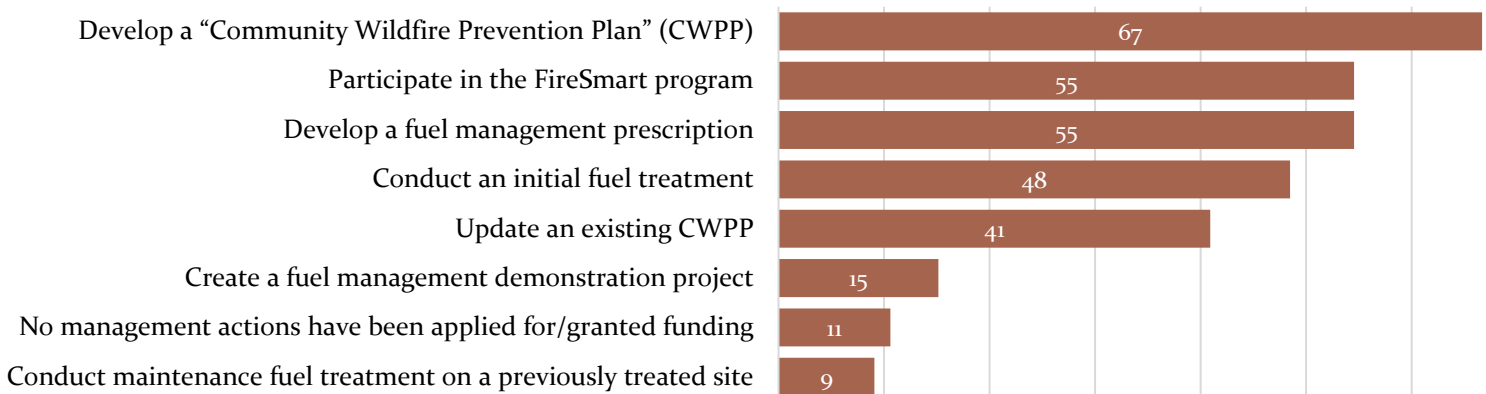 Develop a “Community Wildfire Prevention Plan” (CWPP) 67
Participate in the FireSmart program 55
Develop a fuel management prescription 55
Conduct an initial fuel treatment 48
Update an existing CWPP 41
Create a fuel management demonstration project 15
No management actions have been applied for/granted funding 11
Conduct maintenance fuel treatment on a previously treated site 9